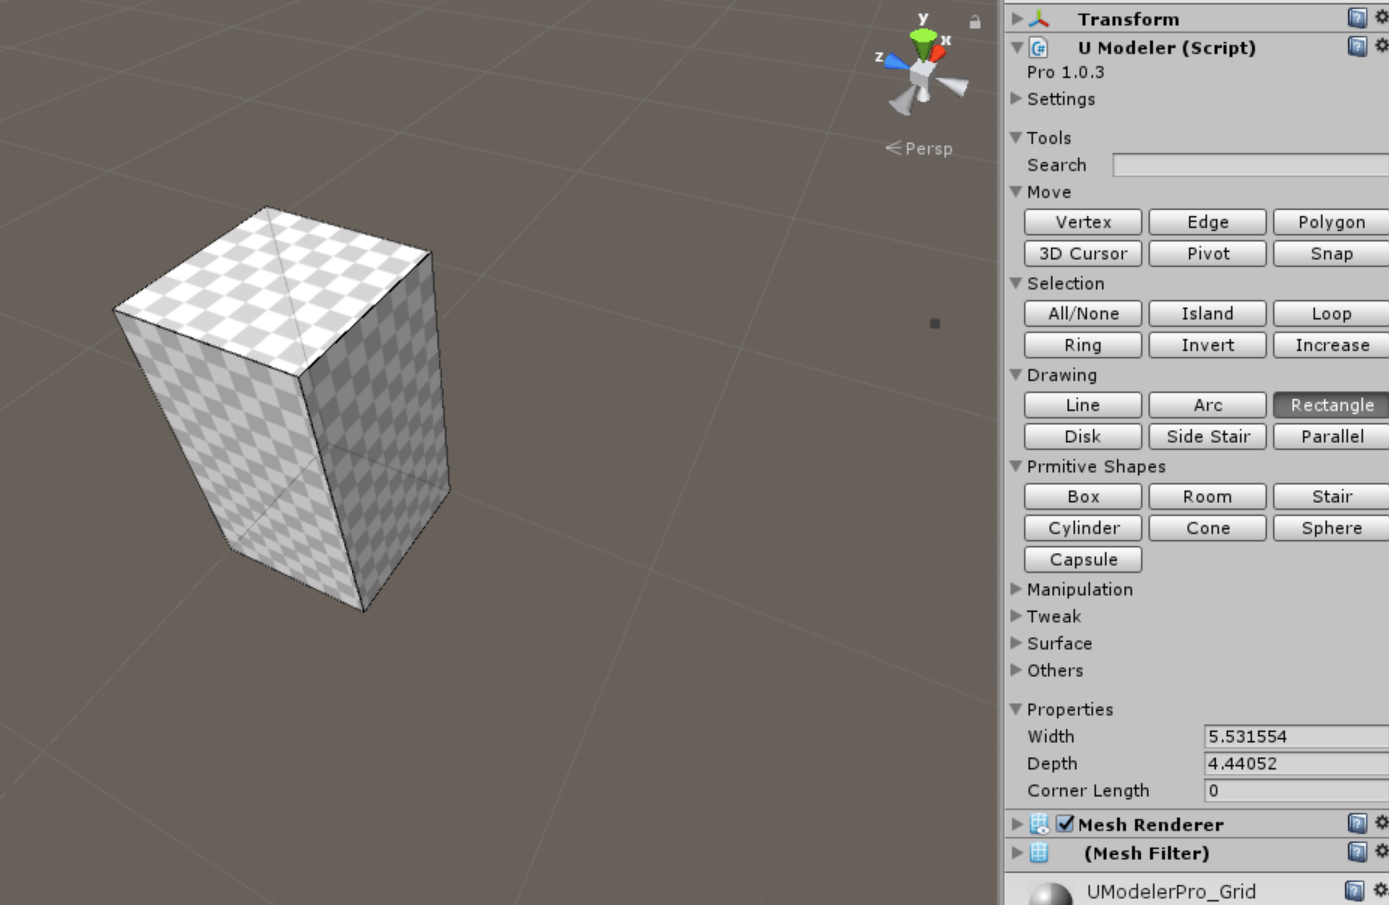 y
x
z
Persp
Transform
U Modeler (Script)
Pro 1.0.3
Settings
Tools
Search
Move
Vertex Edge Polygon
3D Cursor Pivot Snap
Selection
All/None Island Loop
Ring Invert Increase
Drawing
Line Arc Rectangle
Disk Side Stair Parallel
Prmitive Shapes
Box Room Stair
Cylinder Cone Sphere
Capsule
Manipulation
Tweak
Surface
Others
Properties
Width 5.531554
Depth 4.44052
Corner Length 0
Mesh Renderer
(Mesh Filter)
UModelerPro_Grid